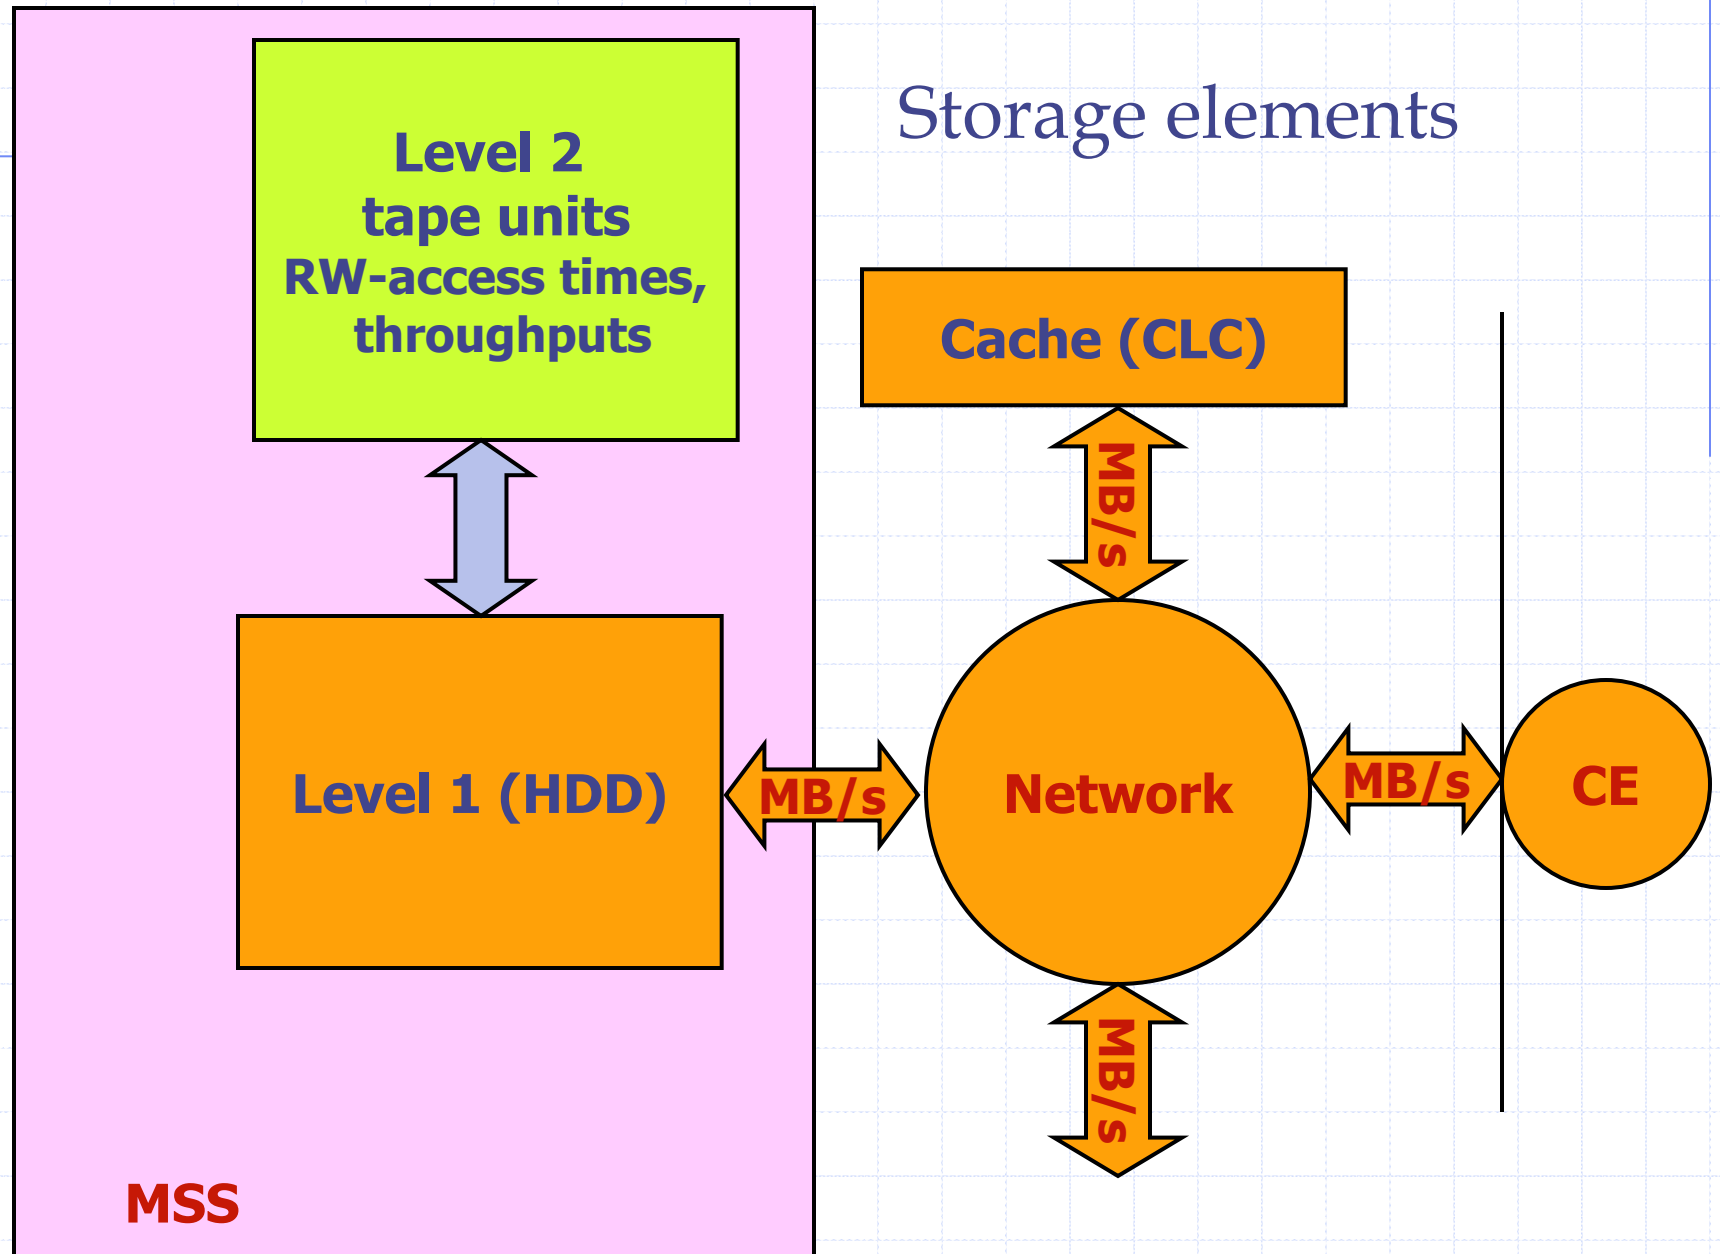 Storage elements
Level 2
tape units
RW-access times,
throughputs
Cache (CLC)
MB/s
Level 1 (HDD)
MB/s
Network
MB/s
CE
MB/s
MSS